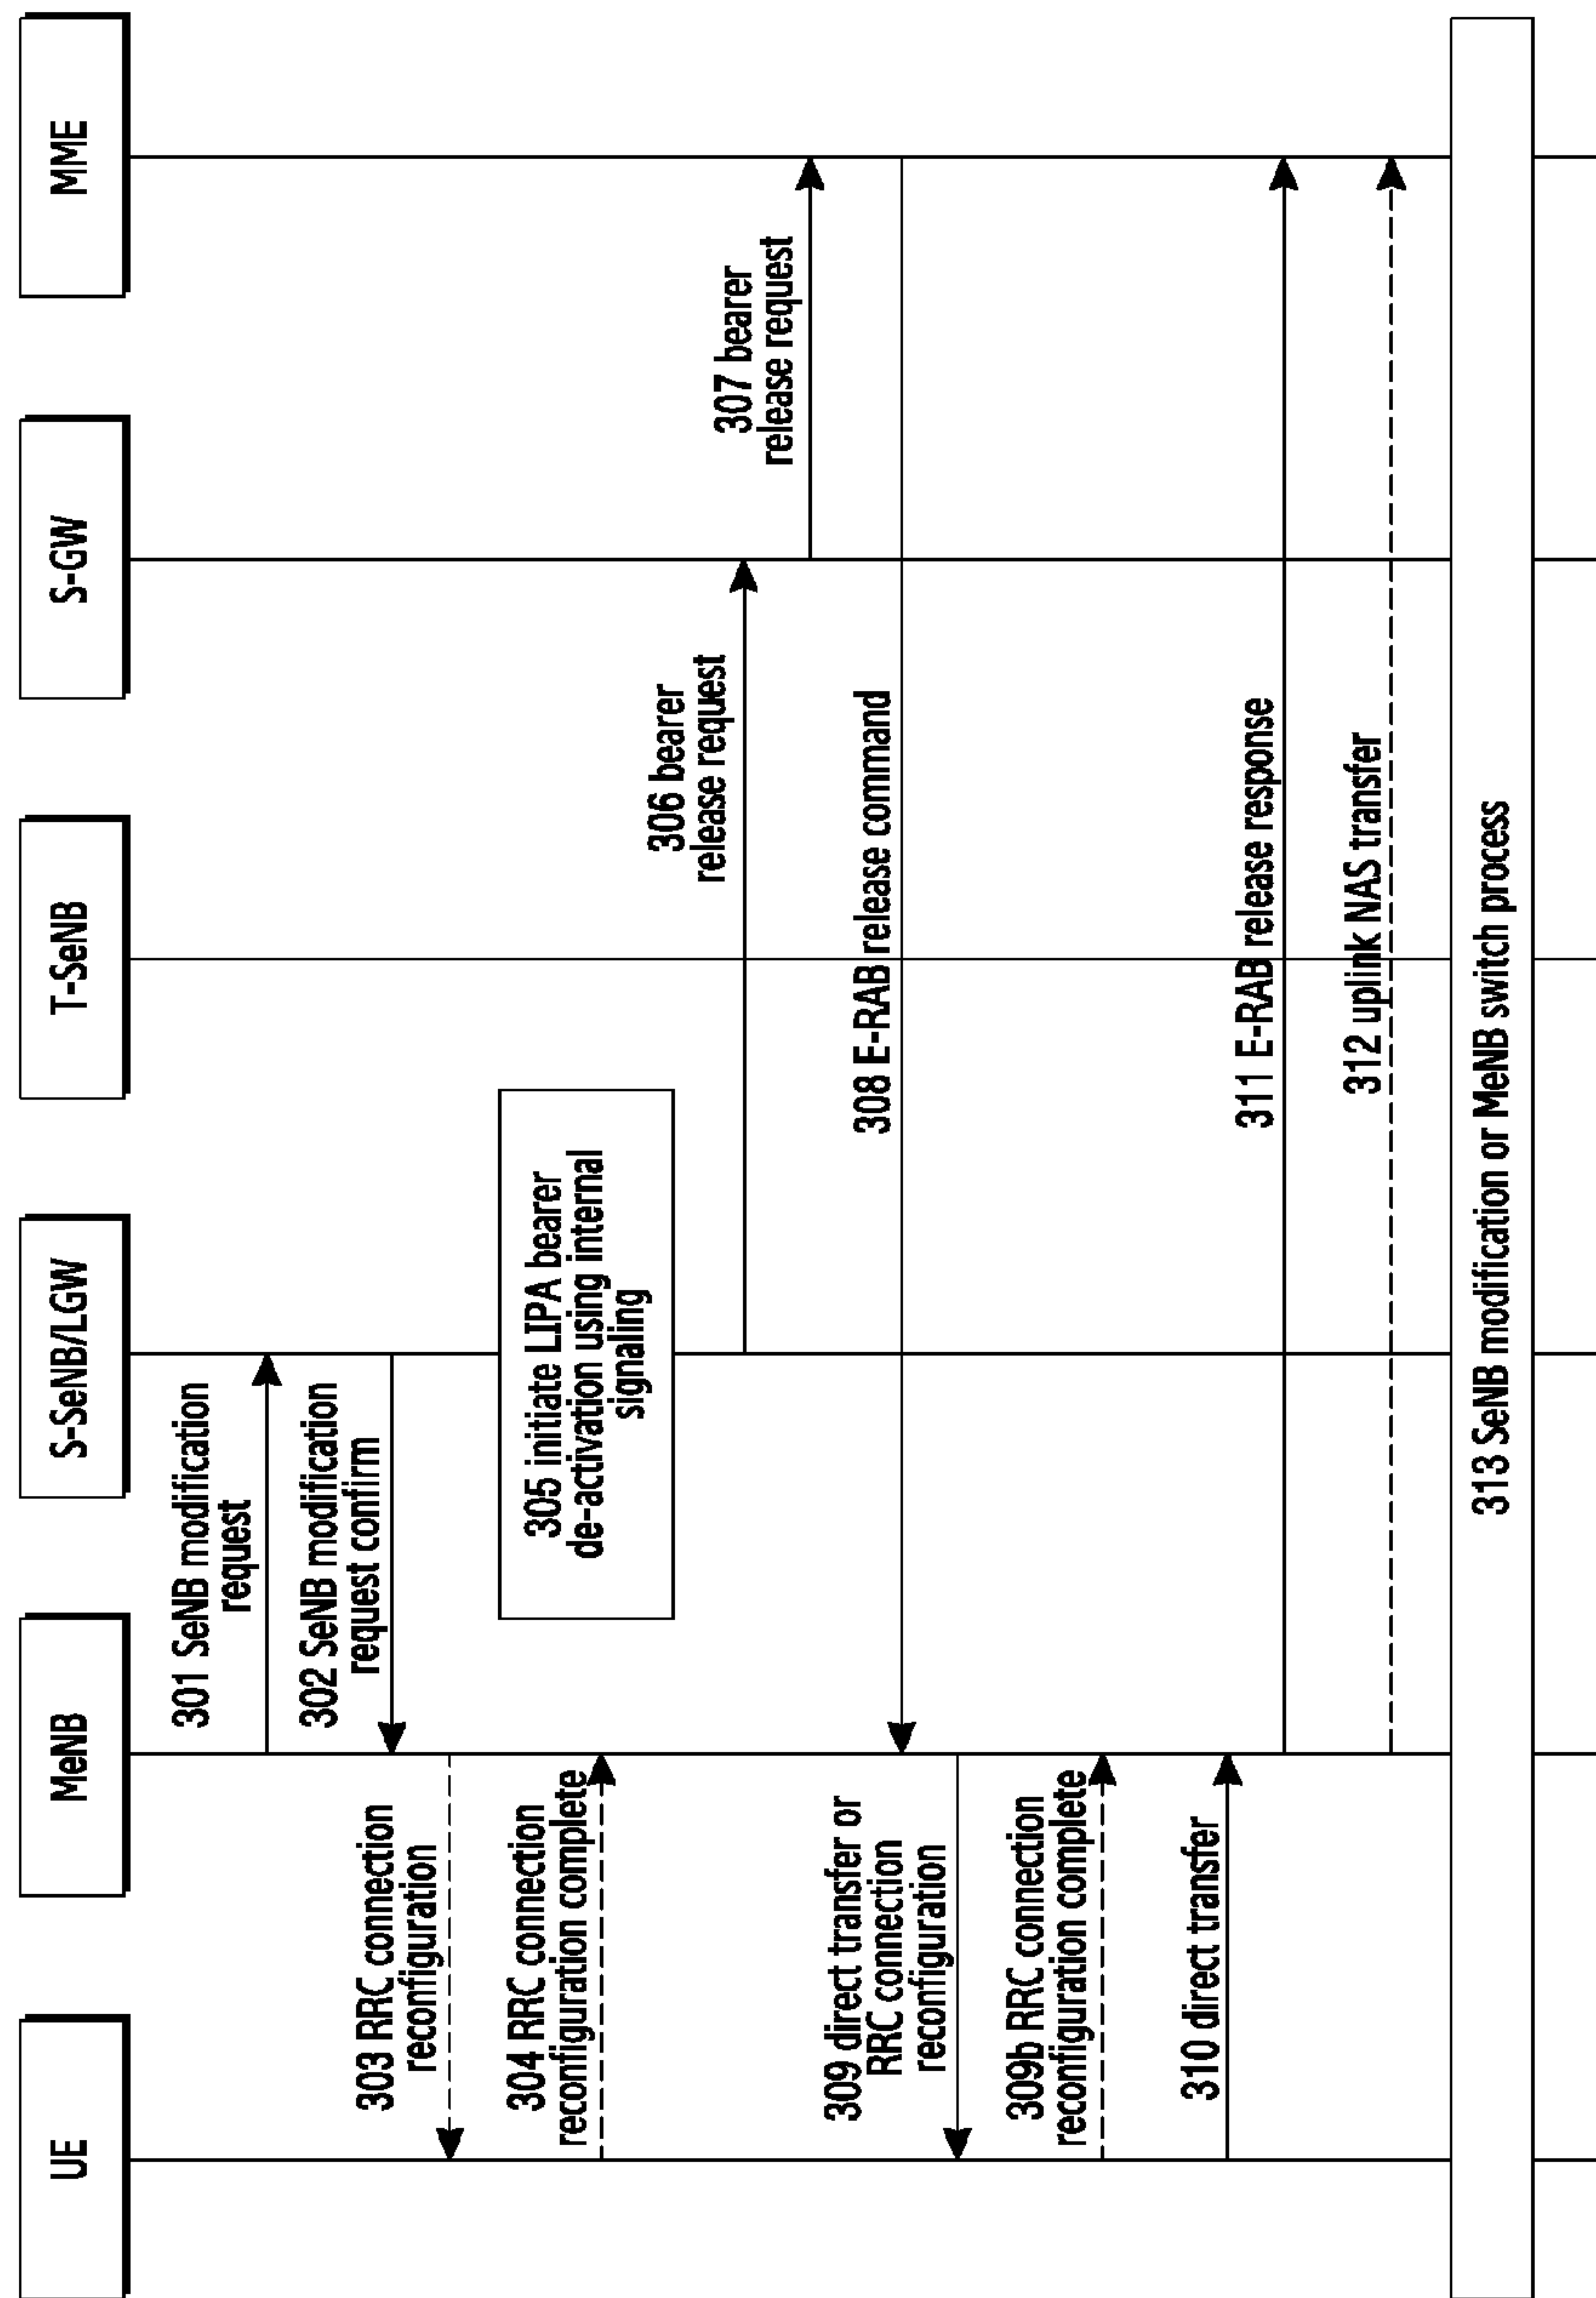 UE
MeNB
S-SeNB/LGW
T-SeNB
S-GW
MME
301 SeNB modification
request
302 SeNB modification
request confirm
303 RRC connection
reconfiguration
304 RRC connection
reconfiguration complete
305 initiate LIPA bearer
de-activation using internal
signaling
306 bearer
release request
307 bearer
release request
308 E-RAB release command
309 direct transfer or
RRC connection
reconfiguration
309b RRC connection
reconfiguration complete
310 direct transfer
311 E-RAB release response
312 uplink NAS transfer
313 SeNB modification or MeNB switch process